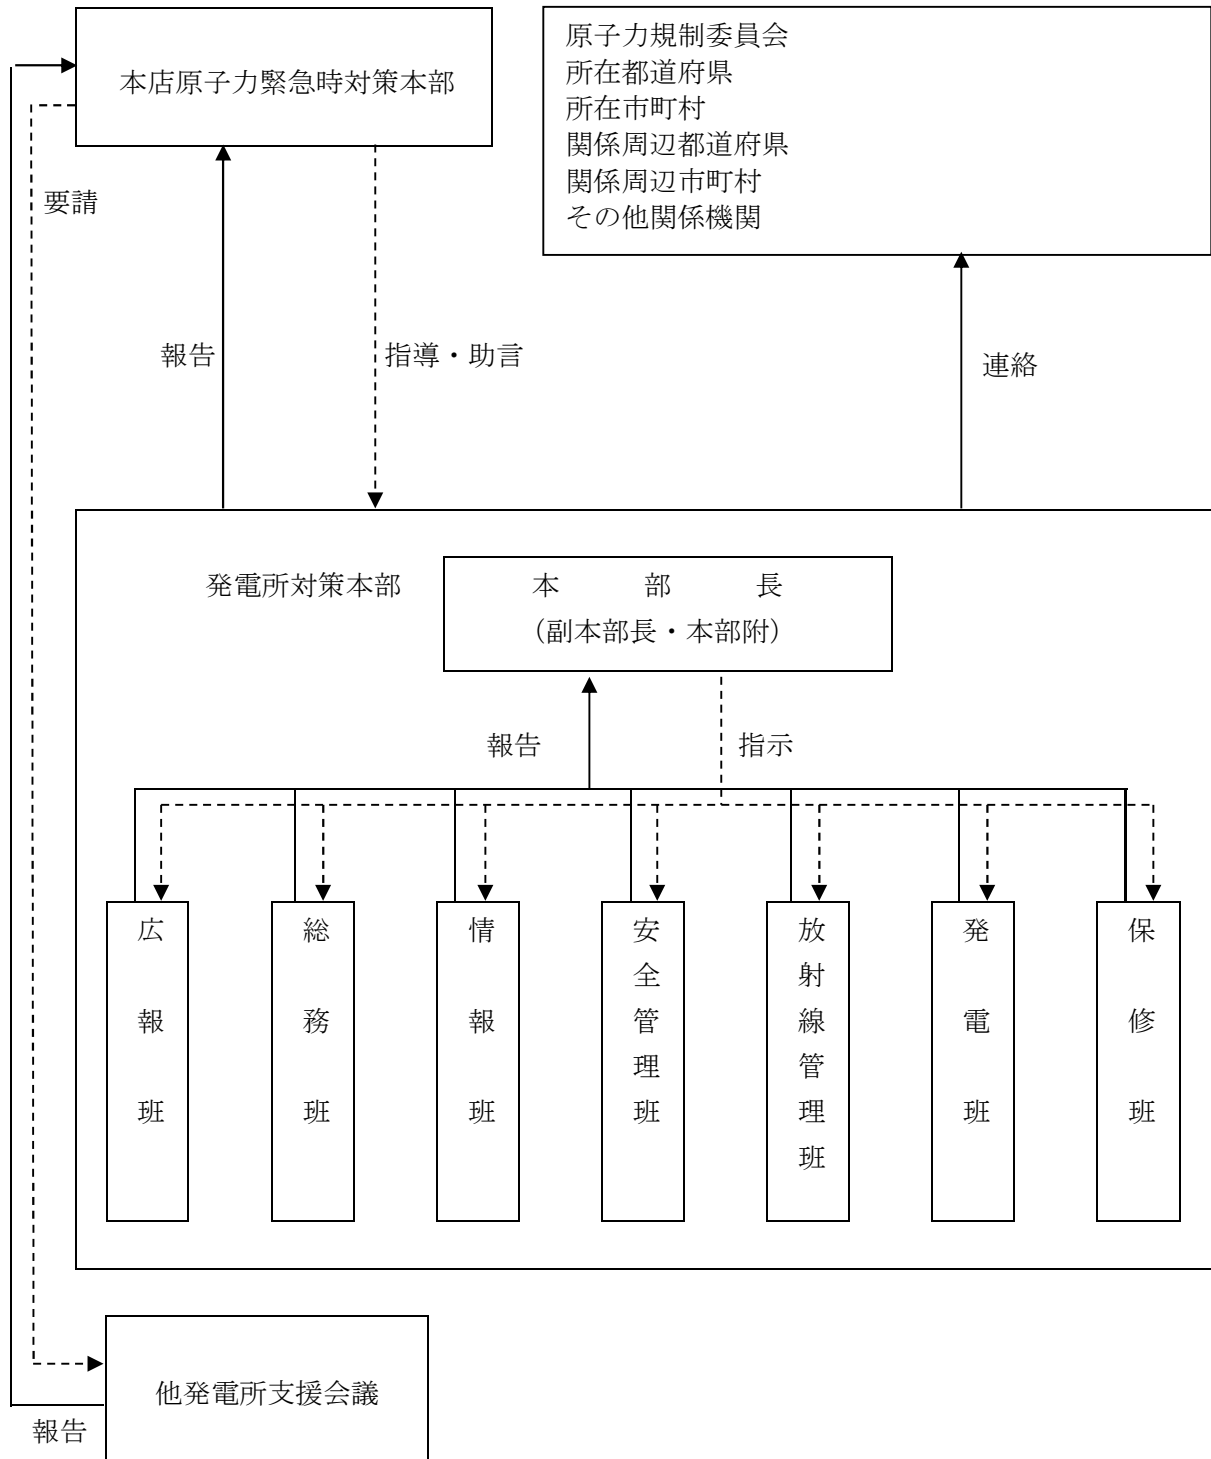 本店原子力緊急時対策本部
原子力規制委員会
所在都道府県
所在市町村
関係周辺都道府県
関係周辺市町村
その他関係機関
要請
報告
指導・助言
連絡
発電所対策本部
本部長
(副本部長・本部附)
報告
指示
広報班
総務班
情報班
安全管理班
放射線管理班
発電班
保修班
他発電所支援会議
報告